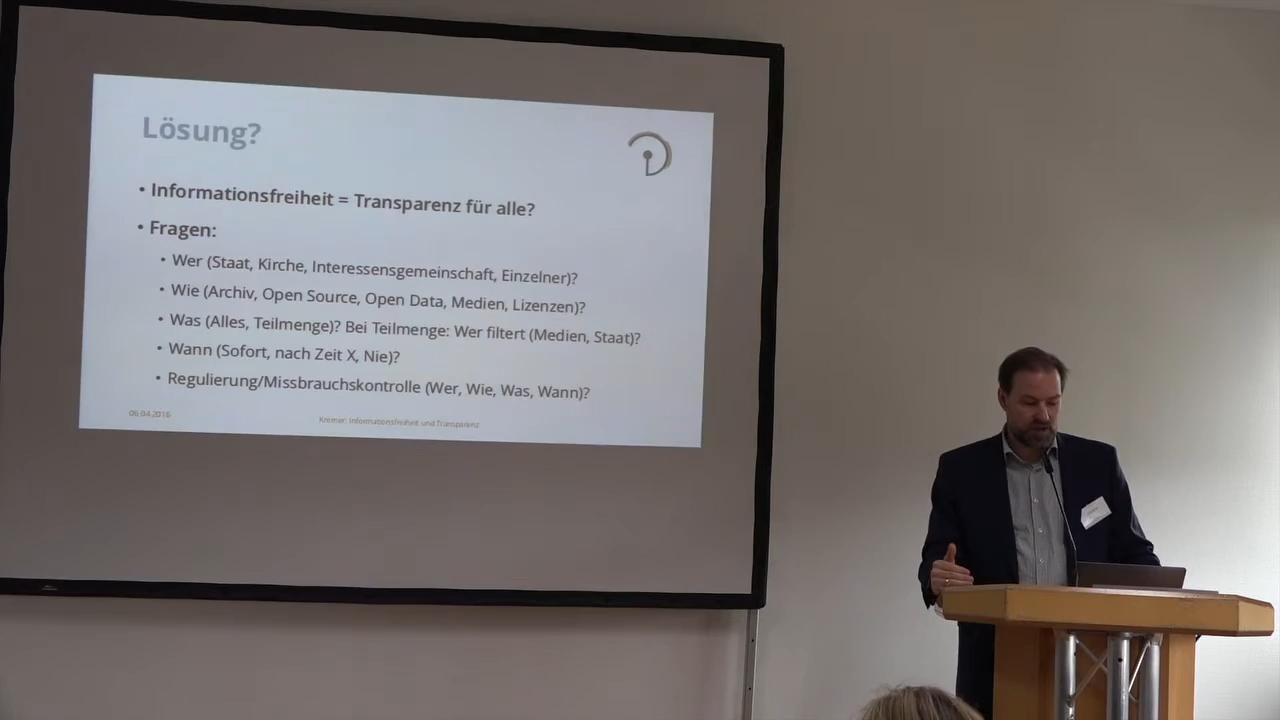 Lösung?
• Informationsfreiheit = Transparenz für alle?
• Fragen:
• Wer (Staat, Kirche, Interessensgemeinschaft, Einzelner)?
• Wie (Archiv, Open Source, Open Data, Medien, Lizenzen)?
• Was (Alles, Teilmenge)? Bei Teilmenge: Wer filtert (Medien, Staat)?
• Wann (Sofort, nach Zeit X, Nie)?
• Regulierung/Missbrauchskontrolle (Wer, Wie, Was, Wann)?
06.04.2016
Kremer: Informationsfreiheit und Transparenz